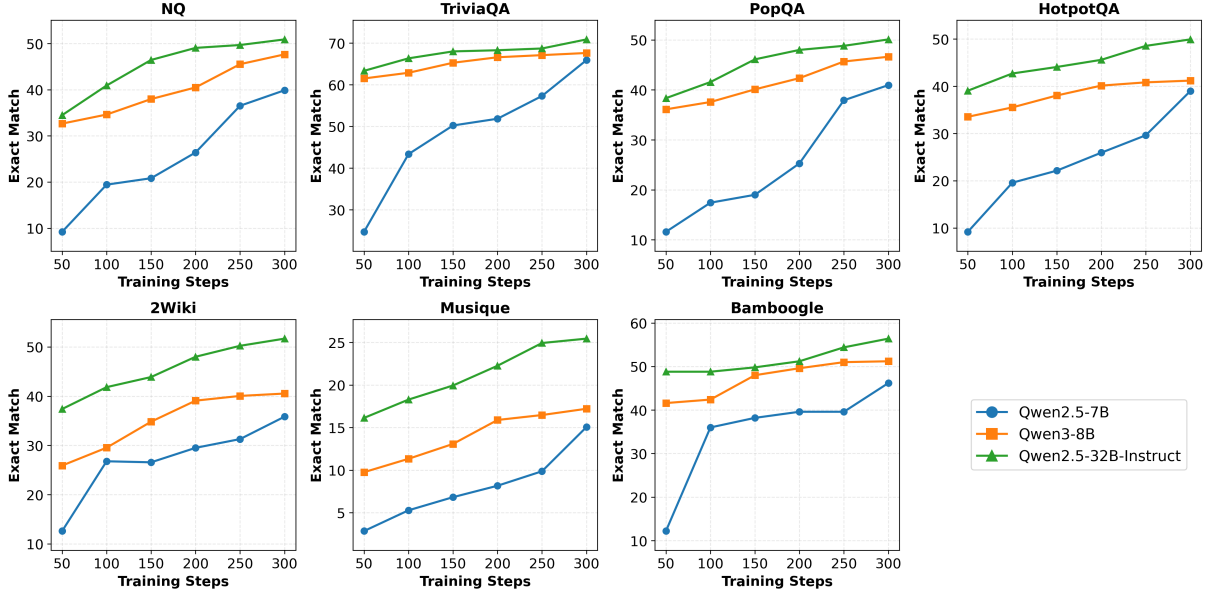 NQ
Exact Match
50
40
30
20
10
50 100 150 200 250 300
Training Steps
TriviaQA
Exact Match
70
60
50
40
30
50 100 150 200 250 300
Training Steps
PopQA
Exact Match
50
40
30
20
10
50 100 150 200 250 300
Training Steps
HotpotQA
Exact Match
50
40
30
20
10
50 100 150 200 250 300
Training Steps
2Wiki
Exact Match
50
40
30
20
10
50 100 150 200 250 300
Training Steps
Musique
Exact Match
25
20
15
10
5
50 100 150 200 250 300
Training Steps
Bamboogle
Exact Match
60
50
40
30
20
10
50 100 150 200 250 300
Training Steps
Qwen2.5-7B
Qwen3-8B
Qwen2.5-32B-Instruct